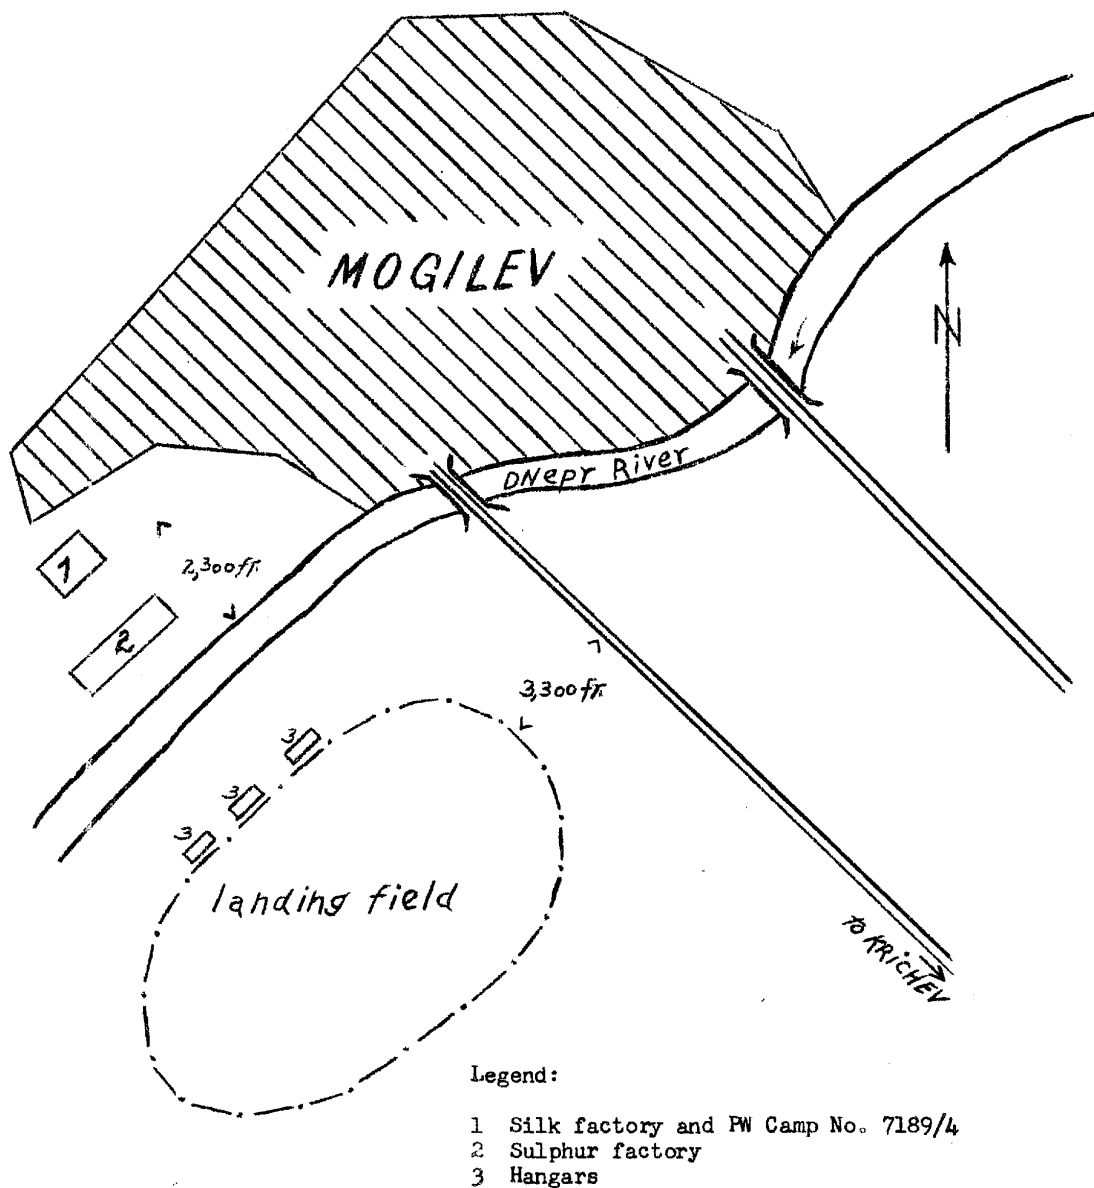 MOGILEV
N
DNepr River
1
2,300 ft.
2
3,300 ft.
3
3
3
landing field
to KRICHEV
Legend:
1 Silk factory and PW Camp No. 7189/4
2 Sulphur factory
3 Hangars